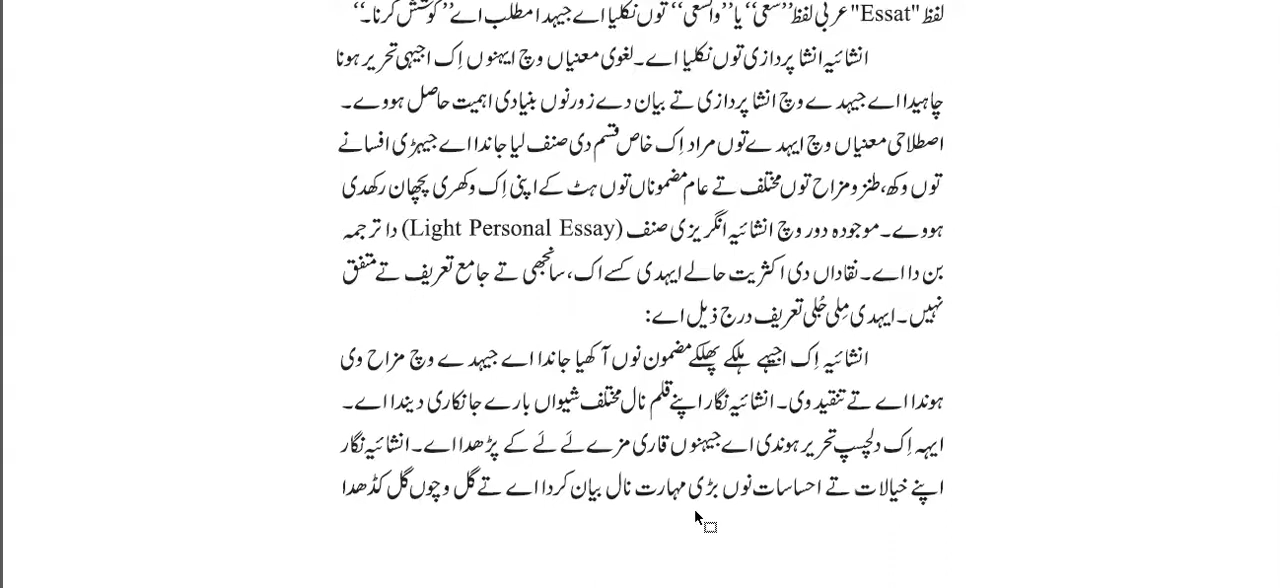 لفظ "Essat" عربی لفظ ’’سعی‘‘ یا ’’والسعی‘‘ توں نکلیا اے جیہدا مطلب اے ’’کوشش کرنا۔‘‘
انشائیہ انشا پردازی توں نکلیا اے۔ لغوی معنیاں وچ ایہنوں اِک اجیہی تحریر ہونا
چاہیدا اے جیہدے وچ انشا پردازی تے بیان دے زور نوں بنیادی اہمیت حاصل ہووے۔
اصطلاحی معنیاں وچ ایہدے توں مراد اِک خاص قسم دی صنف لیا جاندا اے جیہڑی افسانے
توں وکھ، طنز و مزاح توں مختلف تے عام مضموناں توں ہٹ کے اپنی اِک وکھری پچھان رکھدی
ہووے۔ موجودہ دور وچ انشائیہ انگریزی صنف (Light Personal Essay) دا ترجمہ
بن دا اے۔ نقاداں دی اکثریت حالے ایہدی کسے اک، سانجھی تے جامع تعریف تے متفق
نہیں۔ ایہدی مِلی جُلی تعریف درج ذیل اے:
انشائیہ اِک اجیہے ہلکے پھلکے مضمون نوں آکھیا جاندا اے جیہدے وچ مزاح وی
ہوندا اے تے تنقید وی۔ انشائیہ نگار اپنے قلم نال مختلف شیواں بارے جانکاری دیندا اے۔
ایہہ اِک دلچسپ تحریر ہوندی اے جیہنوں قاری مزے لَے لَے کے پڑھدا اے۔ انشائیہ نگار
اپنے خیالات تے احساسات نوں بڑی مہارت نال بیان کردا اے تے گل وچوں گل کڈھدا